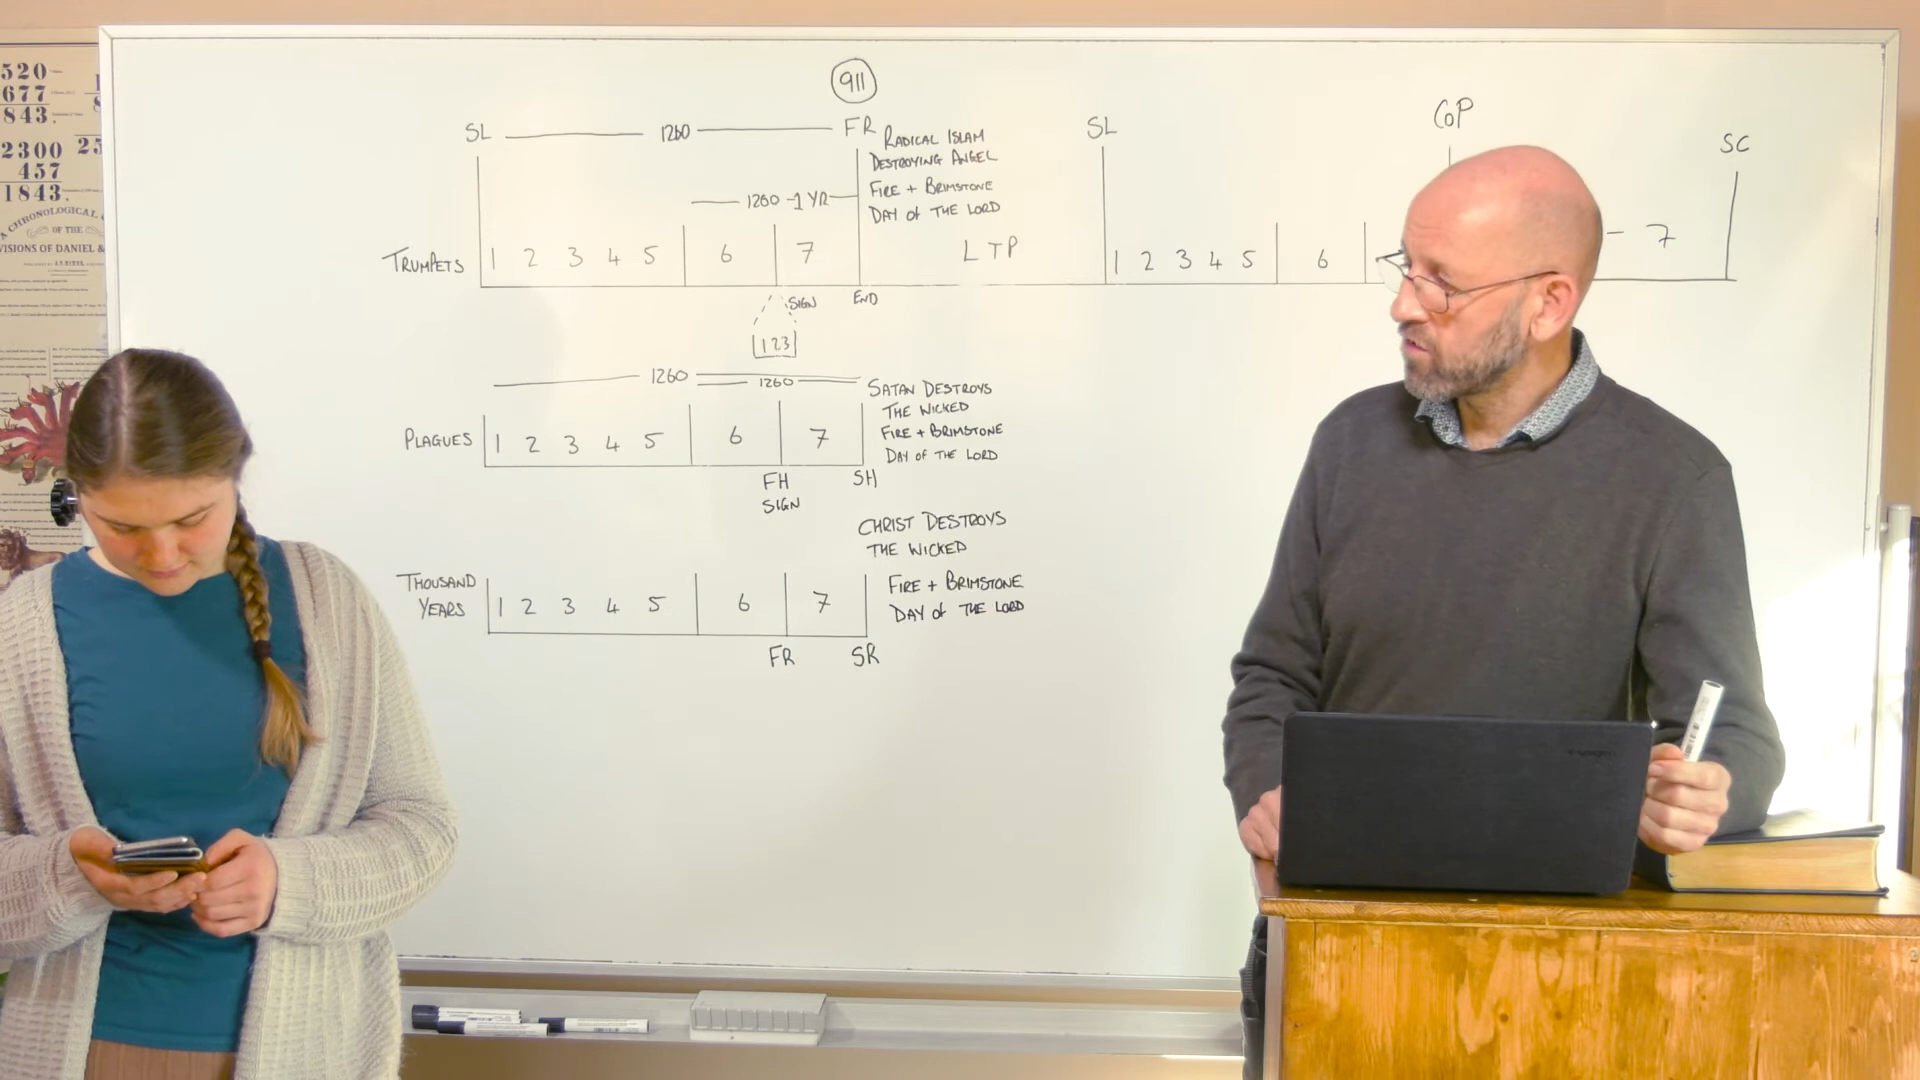 520
677
843.
2300
457
1843.
25
A CHRONOLOGICAL
OF THE
VISIONS OF DANIEL &
911
SL 1260 FR
RADICAL ISLAM
DESTROYING ANGEL
FIRE + BRIMSTONE
DAY of THE LORD
1260 -1 YR
TRUMPETS 1 2 3 4 5 6 7
SIGN END
123
LTP
SL COP SC
1 2 3 4 5 6 - 7
1260 1260
SATAN DESTROYS
THE WICKED
FIRE + BRIMSTONE
DAY OF THE LORD
PLAGUES 1 2 3 4 5 6 7
FH SH
SIGN
CHRIST DESTROYS
THE WICKED
FIRE + BRIMSTONE
DAY of THE LORD
THOUSAND
YEARS
1 2 3 4 5 6 7
FR SR